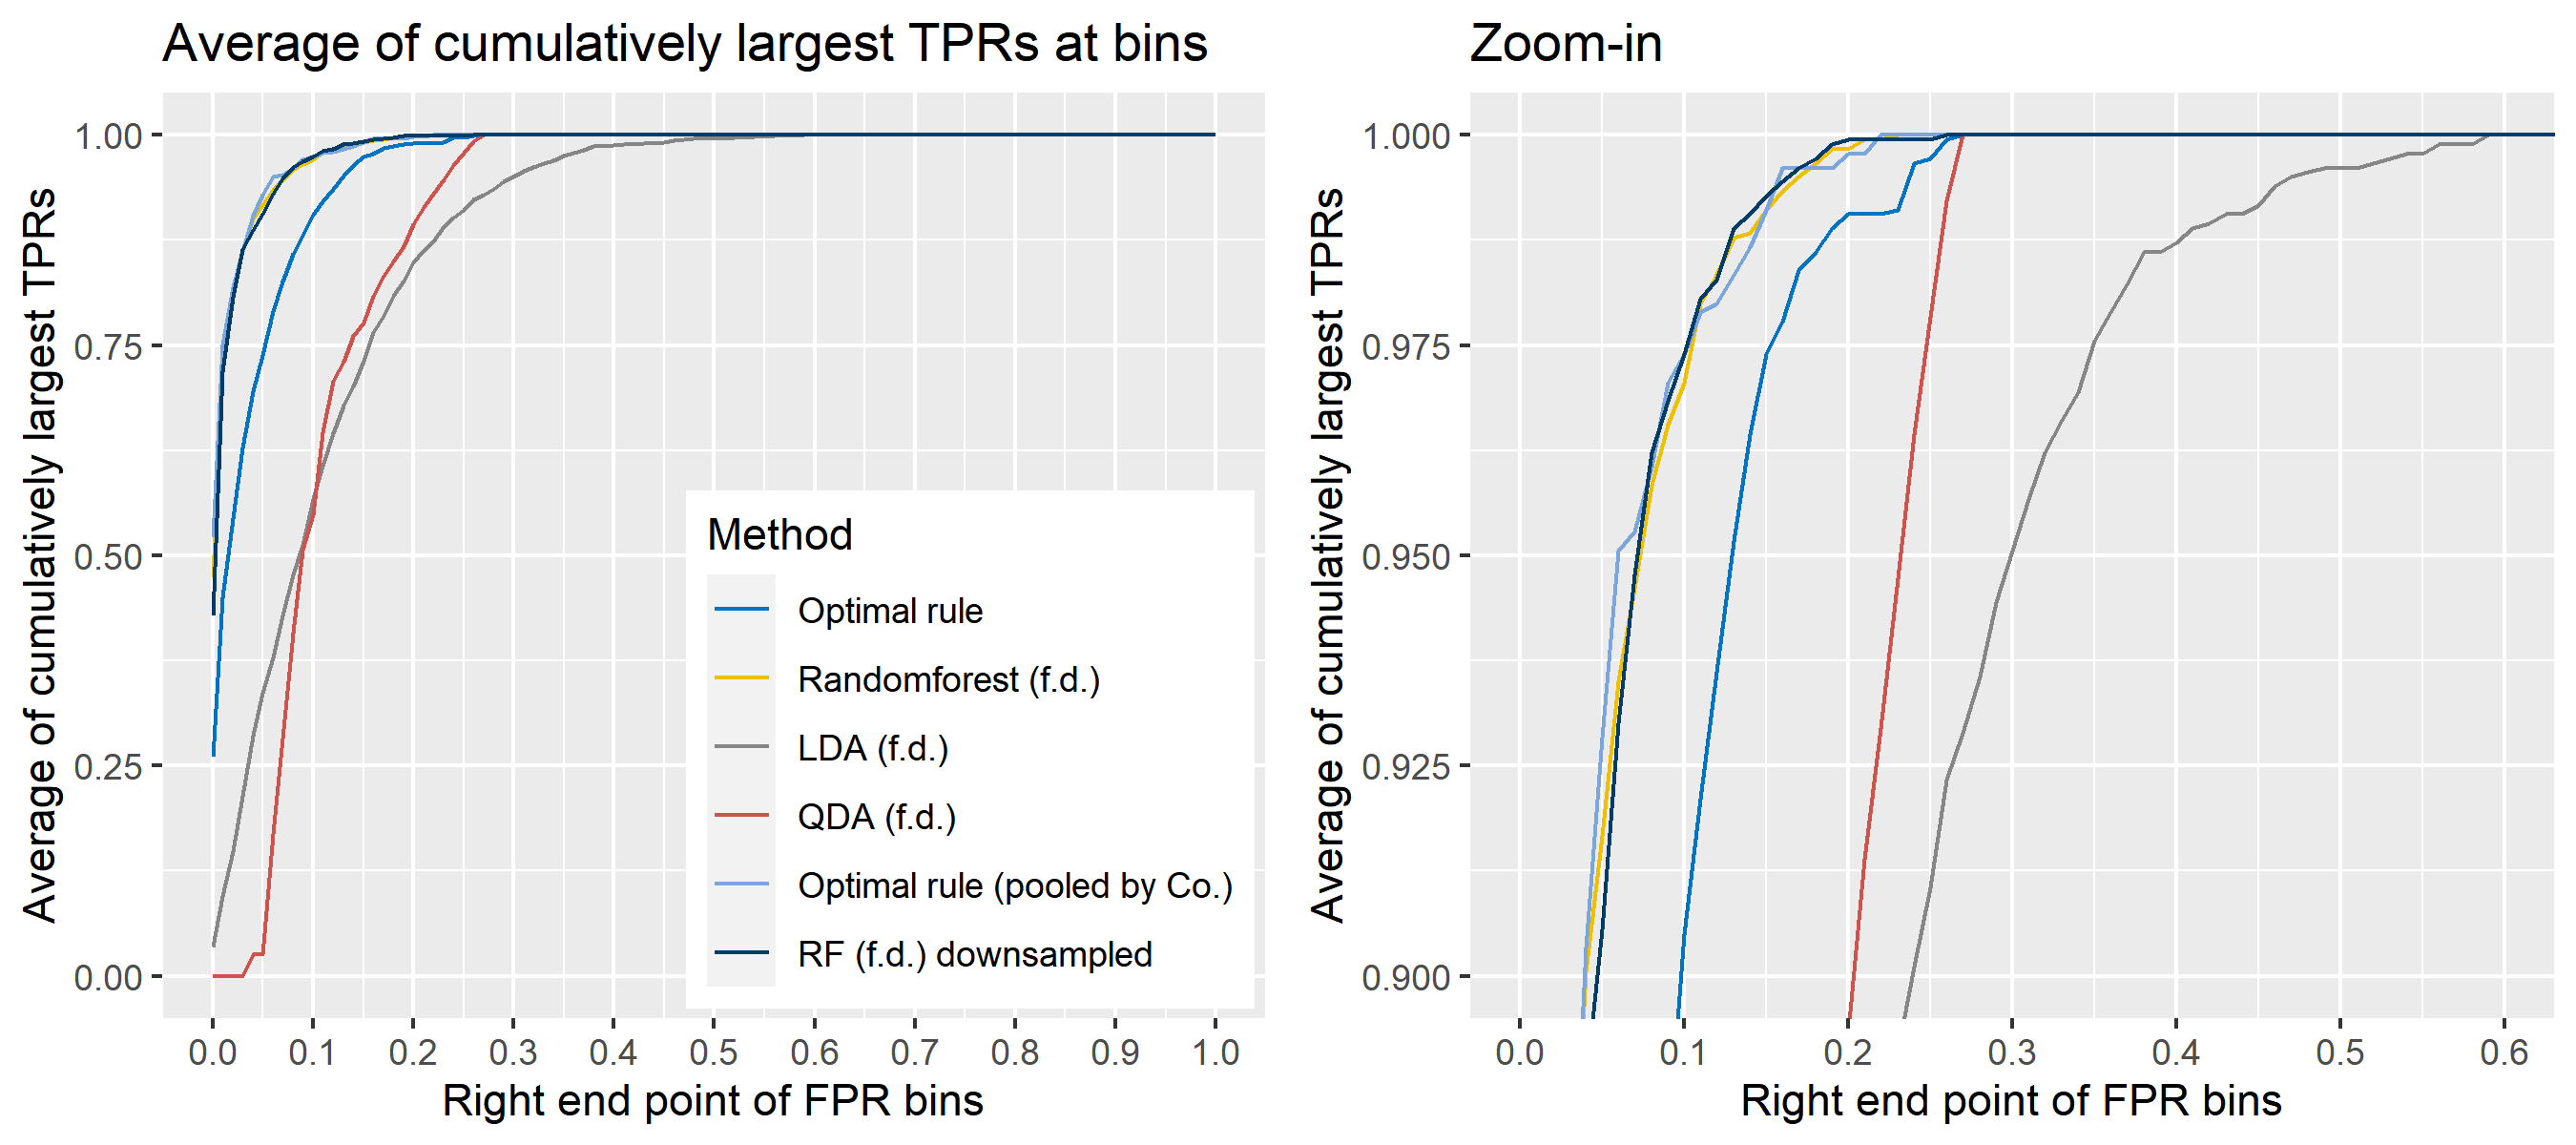 Average of cumulatively largest TPRs at bins
Average of cumulatively largest TPRs
1.00
0.75
0.50
0.25
0.00
0.0 0.1 0.2 0.3 0.4 0.5 0.6 0.7 0.8 0.9 1.0
Right end point of FPR bins
Method
Optimal rule
Randomforest (f.d.)
LDA (f.d.)
QDA (f.d.)
Optimal rule (pooled by Co.)
RF (f.d.) downsampled
Zoom-in
Average of cumulatively largest TPRs
1.000
0.975
0.950
0.925
0.900
0.0 0.1 0.2 0.3 0.4 0.5 0.6
Right end point of FPR bins